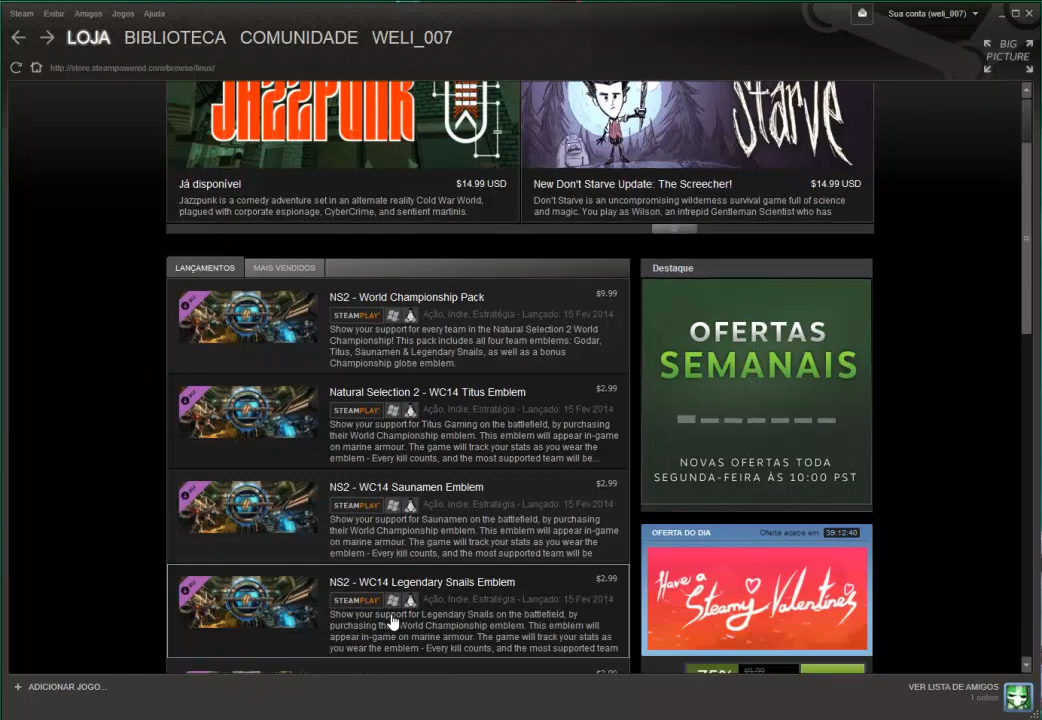 Steam Exibir Amigos Jogos Ajuda
Sua conta (weli_007)
LOJA BIBLIOTECA COMUNIDADE WELI_007
BIG
PICTURE
http://store.steampowered.com/browse/linux/
JAZZPUNK
Starve
Já disponível $14.99 USD
Jazzpunk is a comedy adventure set in an alternate reality Cold War World,
plagued with corporate espionage, CyberCrime, and sentient martinis.
New Don't Starve Update: The Screecher! $14.99 USD
Don't Starve is an uncompromising wilderness survival game full of science
and magic. You play as Wilson, an intrepid Gentleman Scientist who has
LANÇAMENTOS MAIS VENDIDOS
NS2 - World Championship Pack $9.99
STEAMPLAY Ação, Indie, Estratégia - Lançado: 15 Fev 2014
Show your support for every team in the Natural Selection 2 World
Championship! This pack includes all four team emblems: Godar,
Titus, Saunamen & Legendary Snails, as well as a bonus
Championship globe emblem.
Natural Selection 2 - WC14 Titus Emblem $2.99
STEAMPLAY Ação, Indie, Estratégia - Lançado: 15 Fev 2014
Show your support for Titus Gaming on the battlefield, by purchasing
their World Championship emblem. This emblem will appear in-game
on marine armour. The game will track your stats as you wear the
emblem - Every kill counts, and the most supported team will be...
NS2 - WC14 Saunamen Emblem $2.99
STEAMPLAY Ação, Indie, Estratégia - Lançado: 15 Fev 2014
Show your support for Saunamen on the battlefield, by purchasing
their World Championship emblem. This emblem will appear in-game
on marine armour. The game will track your stats as you wear the
emblem - Every kill counts, and the most supported team will be
NS2 - WC14 Legendary Snails Emblem $2.99
STEAMPLAY Ação, Indie, Estratégia - Lançado: 15 Fev 2014
Show your support for Legendary Snails on the battlefield, by
purchasing their World Championship emblem. This emblem will
appear in-game on marine armour. The game will track your stats as
you wear the emblem - Every kill counts, and the most supported team
Destaque
OFERTAS
SEMANAIS
NOVAS OFERTAS TODA
SEGUNDA-FEIRA ÀS 10:00 PST
OFERTA DO DIA Oferta acaba em 39:12:40
Have a
Steamy Valentines
75% $9.99
ADICIONAR JOGO...
VER LISTA DE AMIGOS
1 online